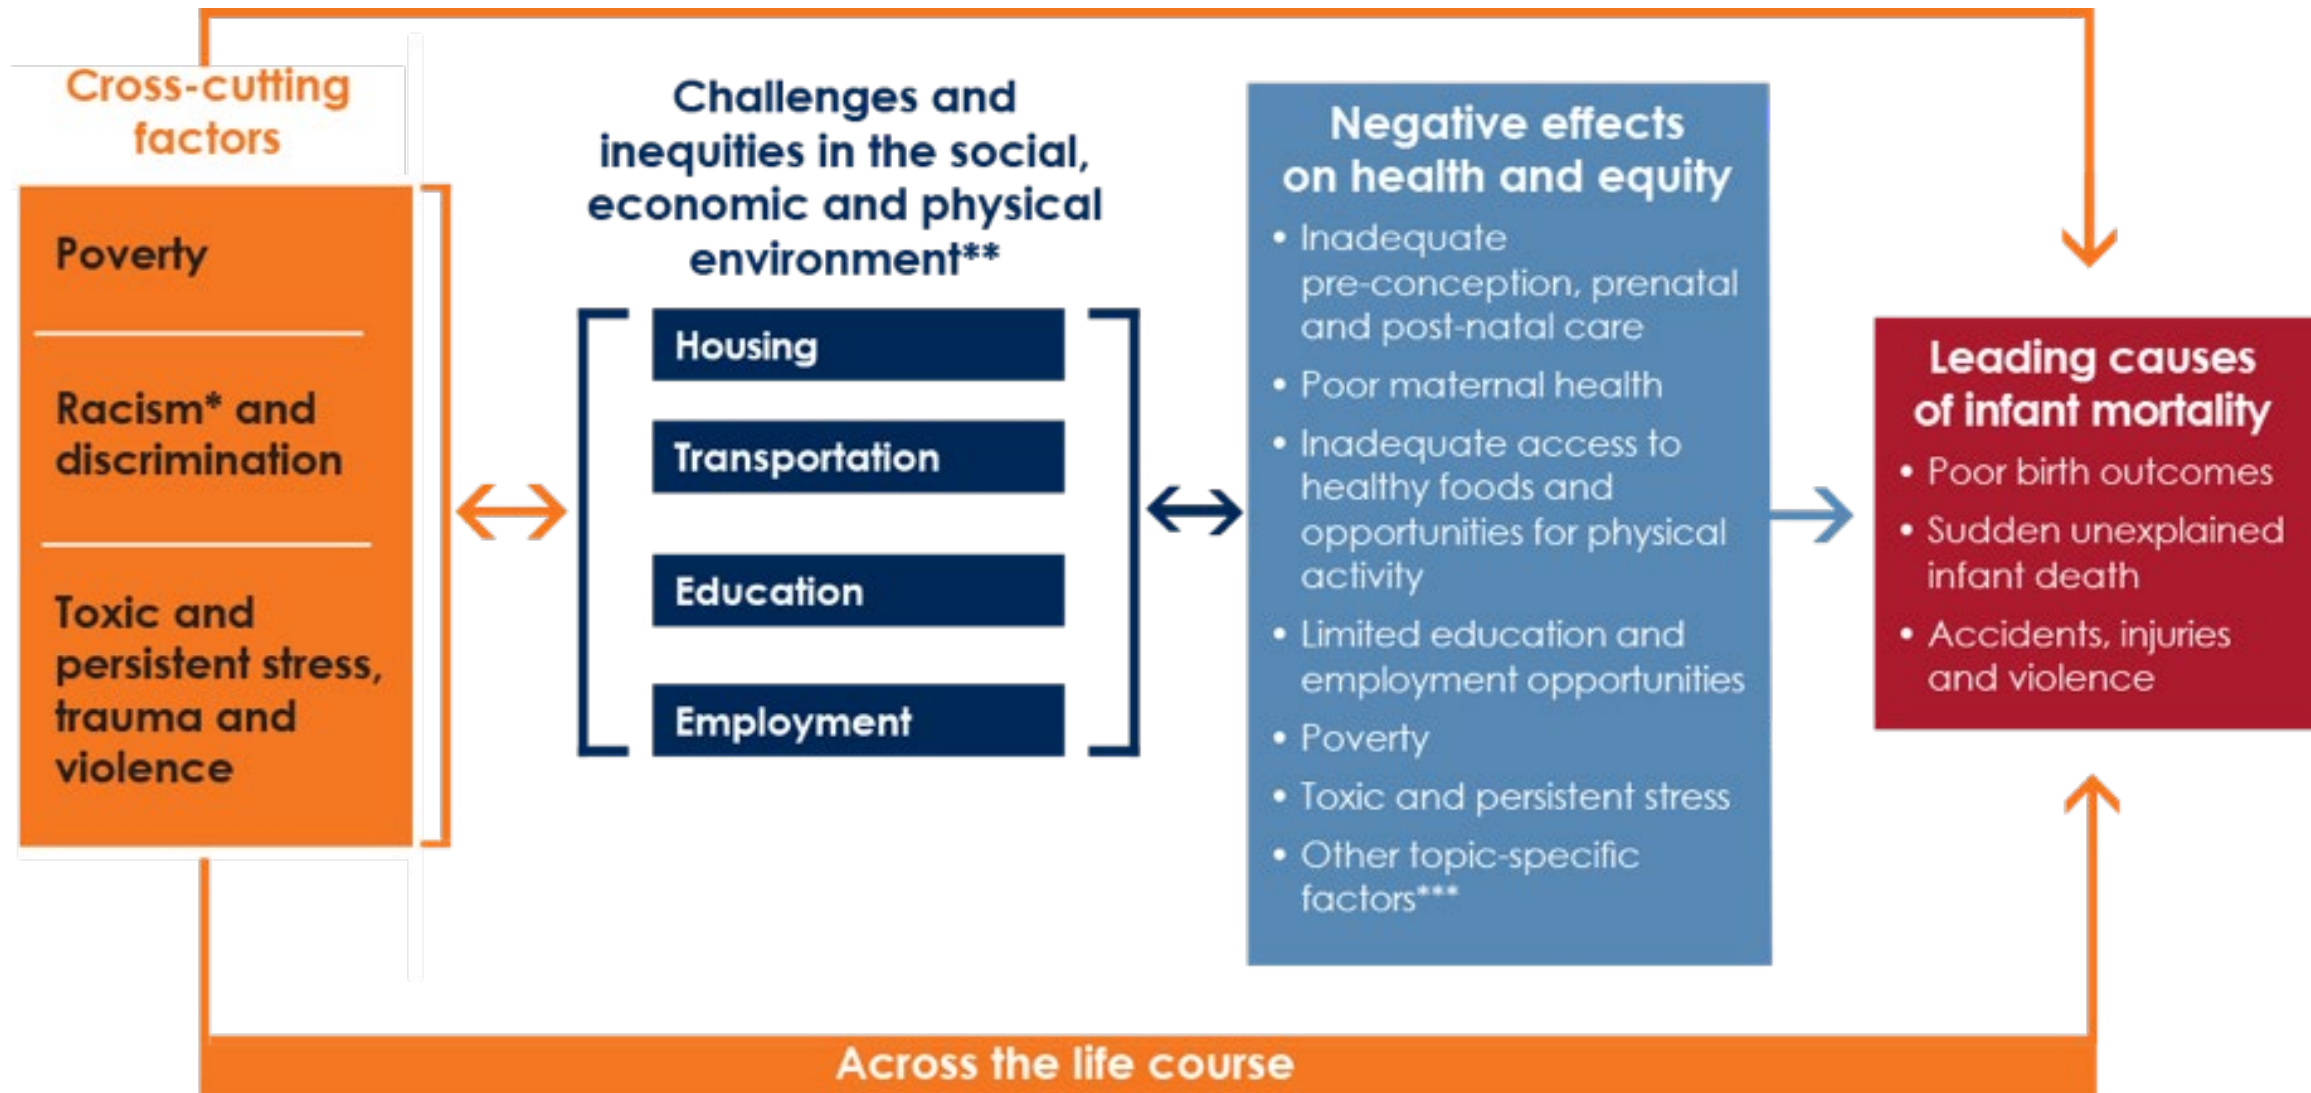 Cross-cutting
factors
Poverty
Racism* and
discrimination
Toxic and
persistent stress,
trauma and
violence
Challenges and
inequities in the social,
economic and physical
environment**
Housing
Transportation
Education
Employment
Negative effects
on health and equity
• Inadequate
pre-conception, prenatal
and post-natal care
• Poor maternal health
• Inadequate access to
healthy foods and
opportunities for physical
activity
• Limited education and
employment opportunities
• Poverty
• Toxic and persistent stress
• Other topic-specific
factors***
Leading causes
of infant mortality
• Poor birth outcomes
• Sudden unexplained
infant death
• Accidents, injuries
and violence
Across the life course